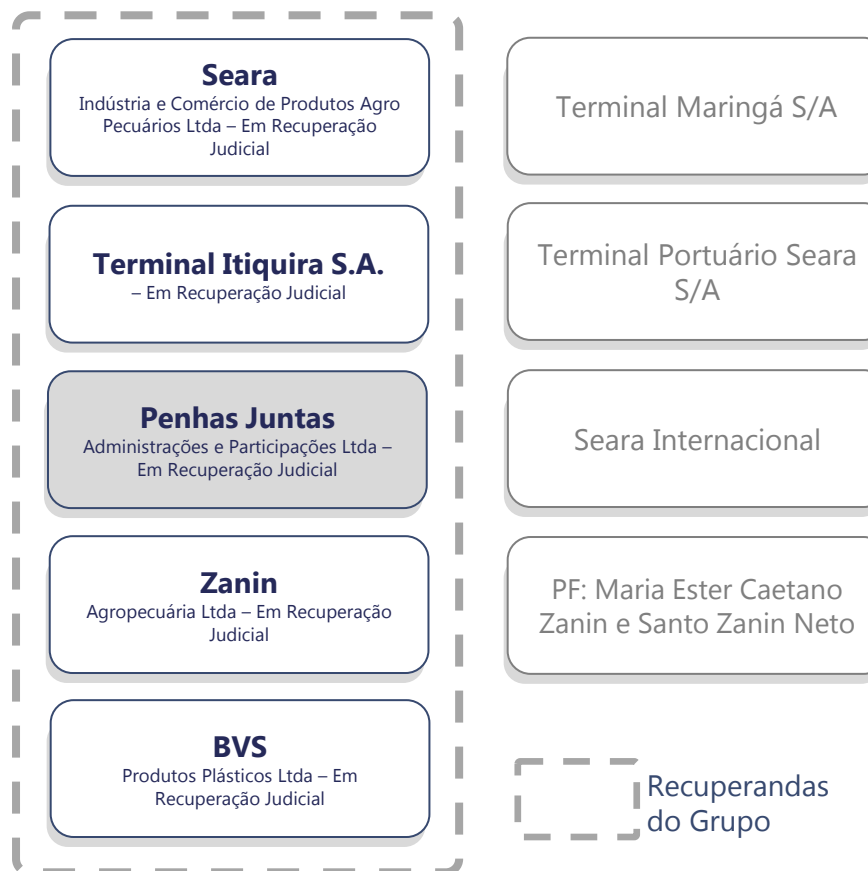 Seara
Indústria e Comércio de Produtos Agro
Pecuários Ltda – Em Recuperação
Judicial
Terminal Itiquira S.A.
– Em Recuperação Judicial
Penhas Juntas
Administrações e Participações Ltda –
Em Recuperação Judicial
Zanin
Agropecuária Ltda – Em Recuperação
Judicial
BVS
Produtos Plásticos Ltda – Em
Recuperação Judicial
Terminal Maringá S/A
Terminal Portuário Seara
S/A
Seara Internacional
PF: Maria Ester Caetano
Zanin e Santo Zanin Neto
Recuperandas
do Grupo